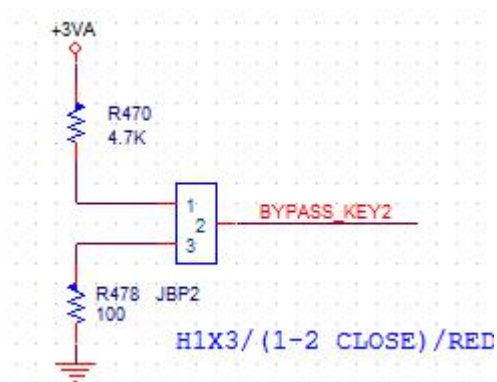 +3VA
R470
4.7K
1
2
BYPASS_KEY2
3
R478 JBP2
100
H1X3/(1-2 CLOSE)/RED